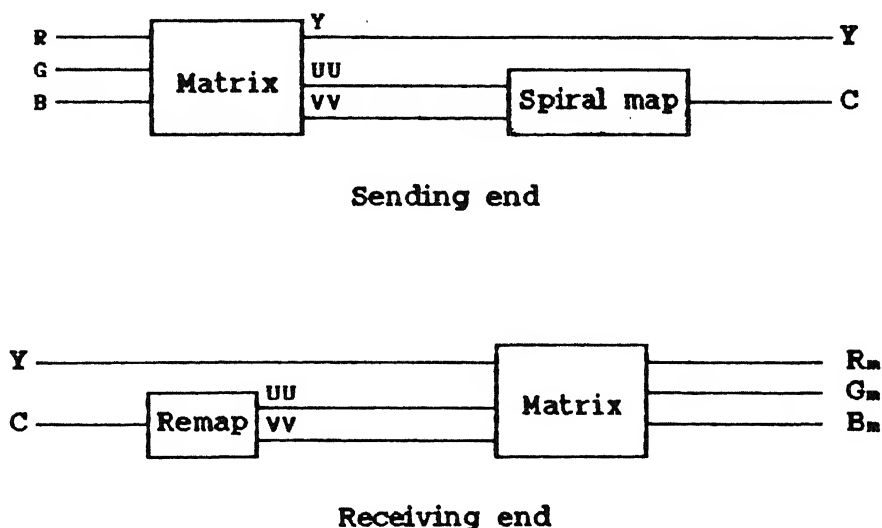 R
G
B
Matrix
Y
UU
VV
Spiral map
Y
C
Sending end
Y
C
Remap
UU
VV
Matrix
Rm
Gm
Bm
Receiving end